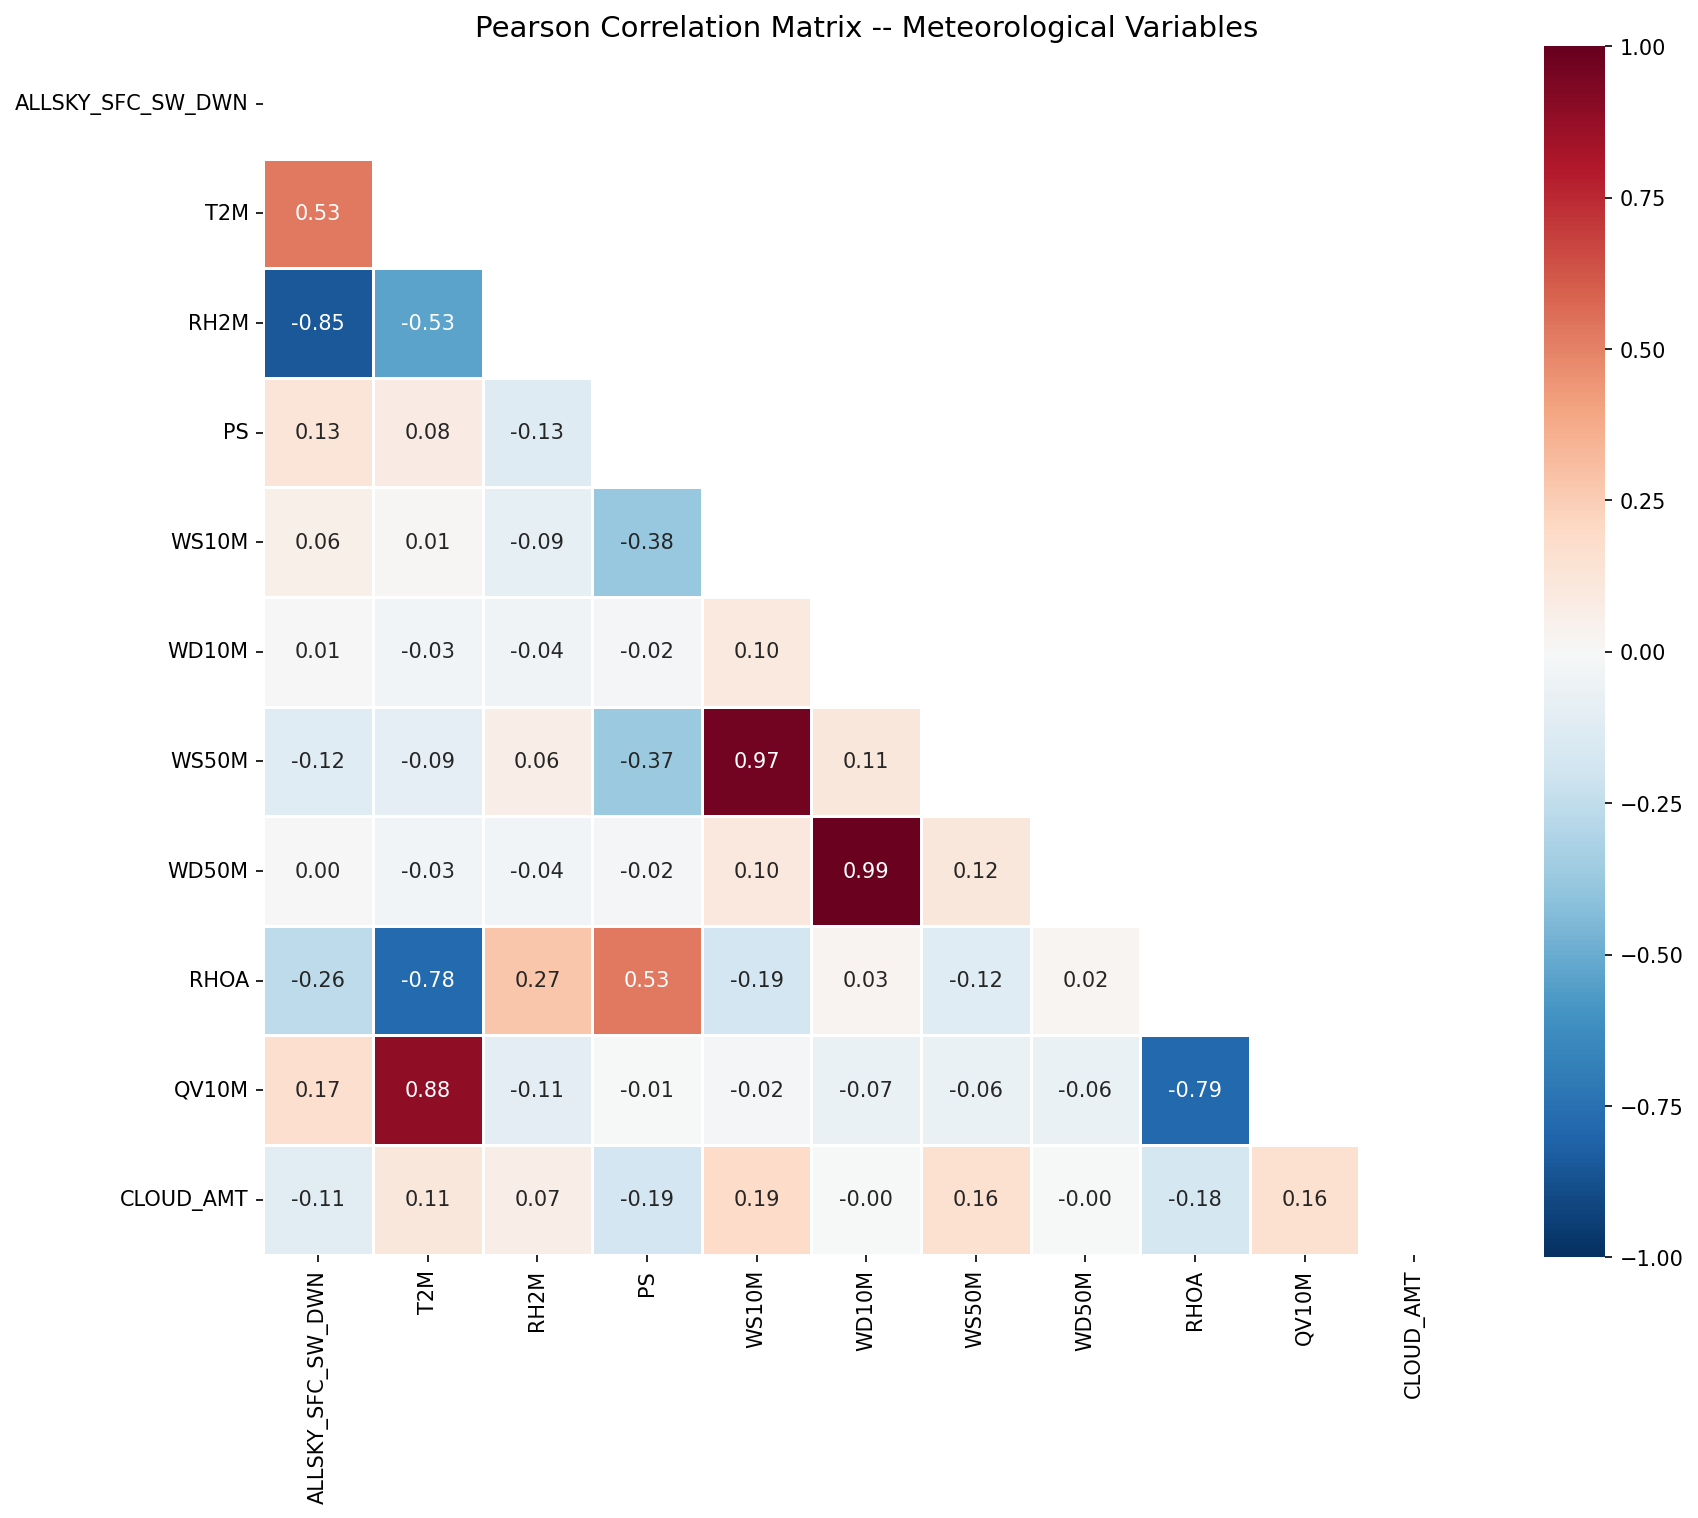 Pearson Correlation Matrix -- Meteorological Variables
ALLSKY_SFC_SW_DWN
T2M 0.53
RH2M -0.85 -0.53
PS 0.13 0.08 -0.13
WS10M 0.06 0.01 -0.09 -0.38
WD10M 0.01 -0.03 -0.04 -0.02 0.10
WS50M -0.12 -0.09 0.06 -0.37 0.97 0.11
WD50M 0.00 -0.03 -0.04 -0.02 0.10 0.99 0.12
RHOA -0.26 -0.78 0.27 0.53 -0.19 0.03 -0.12 0.02
QV10M 0.17 0.88 -0.11 -0.01 -0.02 -0.07 -0.06 -0.06 -0.79
CLOUD_AMT -0.11 0.11 0.07 -0.19 0.19 -0.00 0.16 -0.00 -0.18 0.16
ALLSKY_SFC_SW_DWN
T2M
RH2M
PS
WS10M
WD10M
WS50M
WD50M
RHOA
QV10M
CLOUD_AMT
1.00
0.75
0.50
0.25
0.00
−0.25
−0.50
−0.75
−1.00